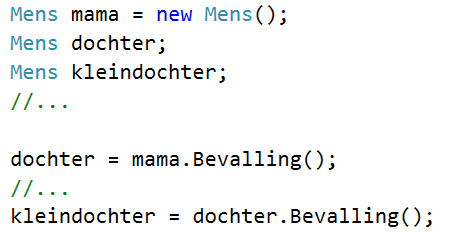 Mens mama = new Mens();
Mens dochter;
Mens kleindochter;
//...
dochter = mama.Bevalling();
//...
kleindochter = dochter.Bevalling();